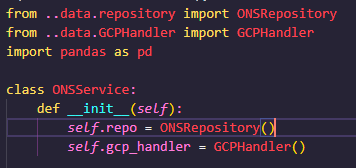 from ..data.repository import ONSRepository
from ..data.GCPHandler import GCPHandler
import pandas as pd
class ONSService:
def __init__(self):
self.repo = ONSRepository()
self.gcp_handler = GCPHandler()